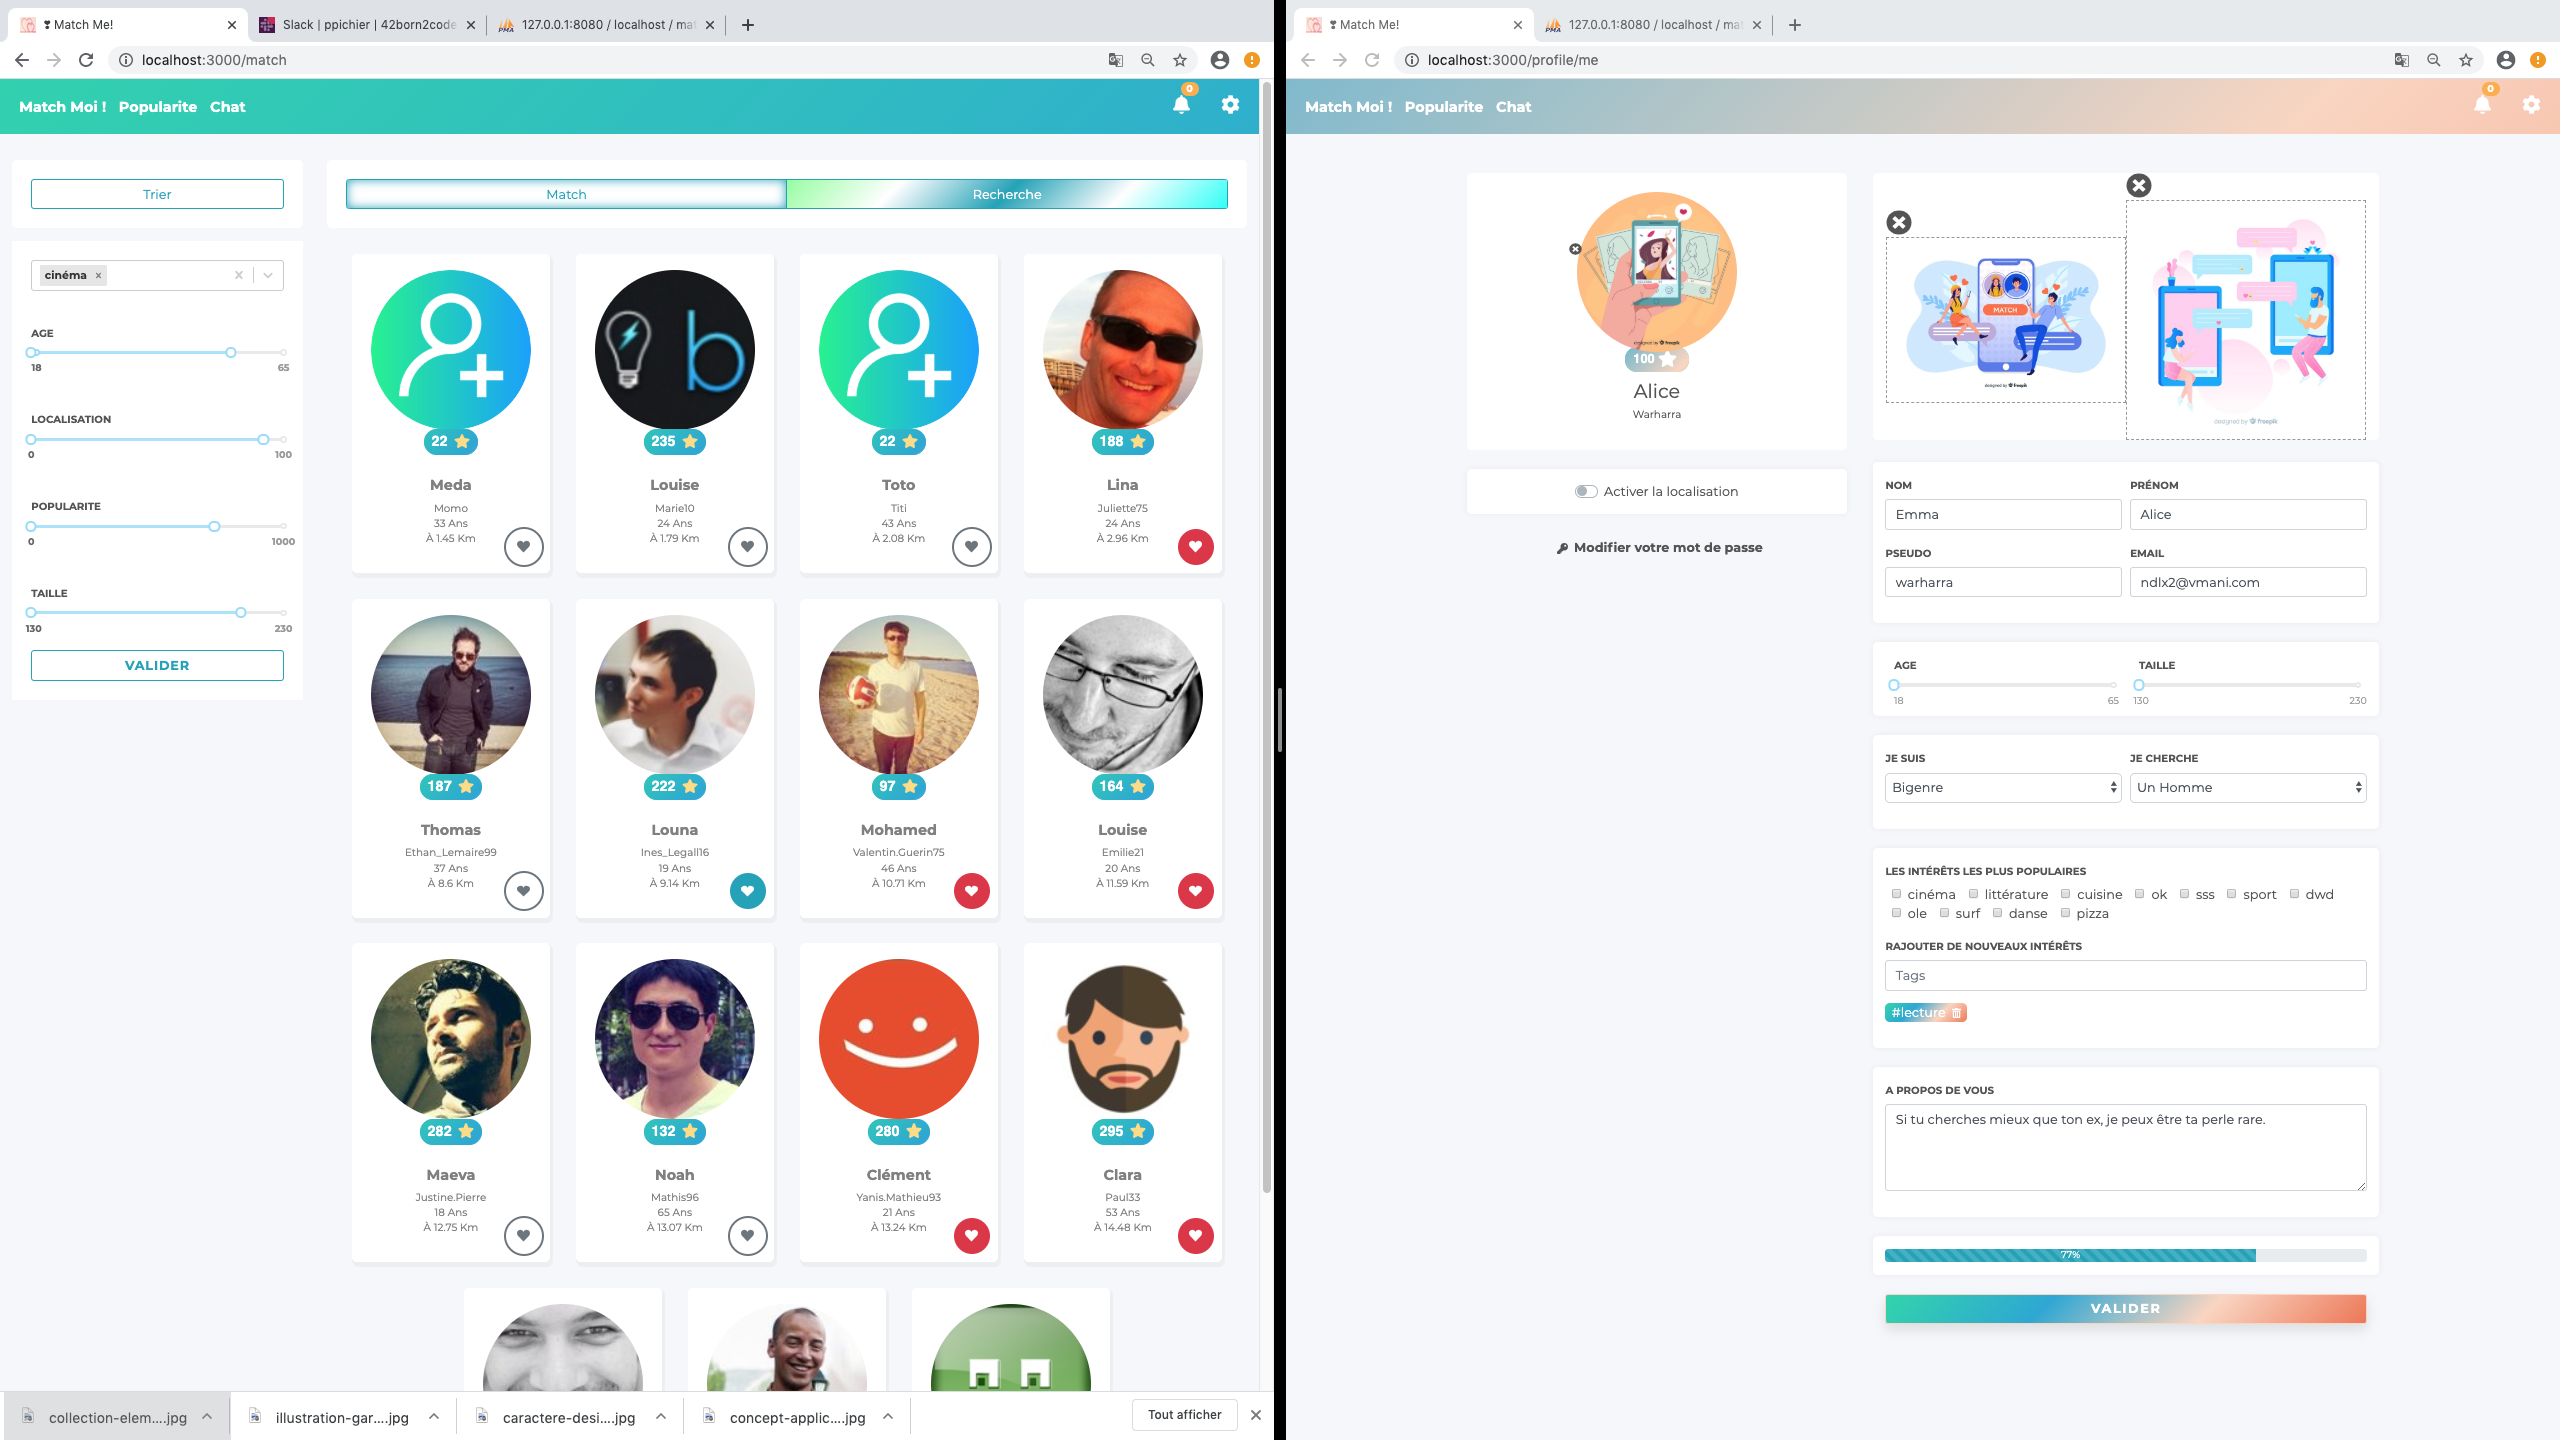 ❣ Match Me!
Slack | ppichier | 42born2code
127.0.0.1:8080 / localhost / mat
localhost:3000/match
Match Moi !
Popularite
Chat
0
Trier
Match
Recherche
cinéma ×
AGE
18
65
LOCALISATION
0
100
POPULARITE
0
1000
TAILLE
130
230
VALIDER
22
Meda
Momo
33 Ans
À 1.45 Km
235
Louise
Marie10
24 Ans
À 1.79 Km
22
Toto
Titi
43 Ans
À 2.08 Km
188
Lina
Juliette75
24 Ans
À 2.96 Km
187
Thomas
Ethan_Lemaire99
37 Ans
À 8.6 Km
222
Louna
Ines_Legall16
19 Ans
À 9.14 Km
97
Mohamed
Valentin.Guerin75
46 Ans
À 10.71 Km
164
Louise
Emilie21
20 Ans
À 11.59 Km
282
Maeva
Justine.Pierre
18 Ans
À 12.75 Km
132
Noah
Mathis96
65 Ans
À 13.07 Km
280
Clément
Yanis.Mathieu93
21 Ans
À 13.24 Km
295
Clara
Paul33
53 Ans
À 14.48 Km
collection-elem....jpg
illustration-gar....jpg
caractere-desi....jpg
concept-applic....jpg
Tout afficher
❣ Match Me!
127.0.0.1:8080 / localhost / mat
localhost:3000/profile/me
Match Moi !
Popularite
Chat
0
designed by freepik
100
Alice
Warharra
Activer la localisation
Modifier votre mot de passe
MATCH
designed by freepik
designed by freepik
NOM
PRÉNOM
Emma
Alice
PSEUDO
EMAIL
warharra
ndlx2@vmani.com
AGE
TAILLE
18
65
130
230
JE SUIS
JE CHERCHE
Bigenre
Un Homme
LES INTÉRÊTS LES PLUS POPULAIRES
cinéma littérature cuisine ok sss sport dwd
ole surf danse pizza
RAJOUTER DE NOUVEAUX INTÉRÊTS
Tags
#lecture
A PROPOS DE VOUS
Si tu cherches mieux que ton ex, je peux être ta perle rare.
77%
VALIDER